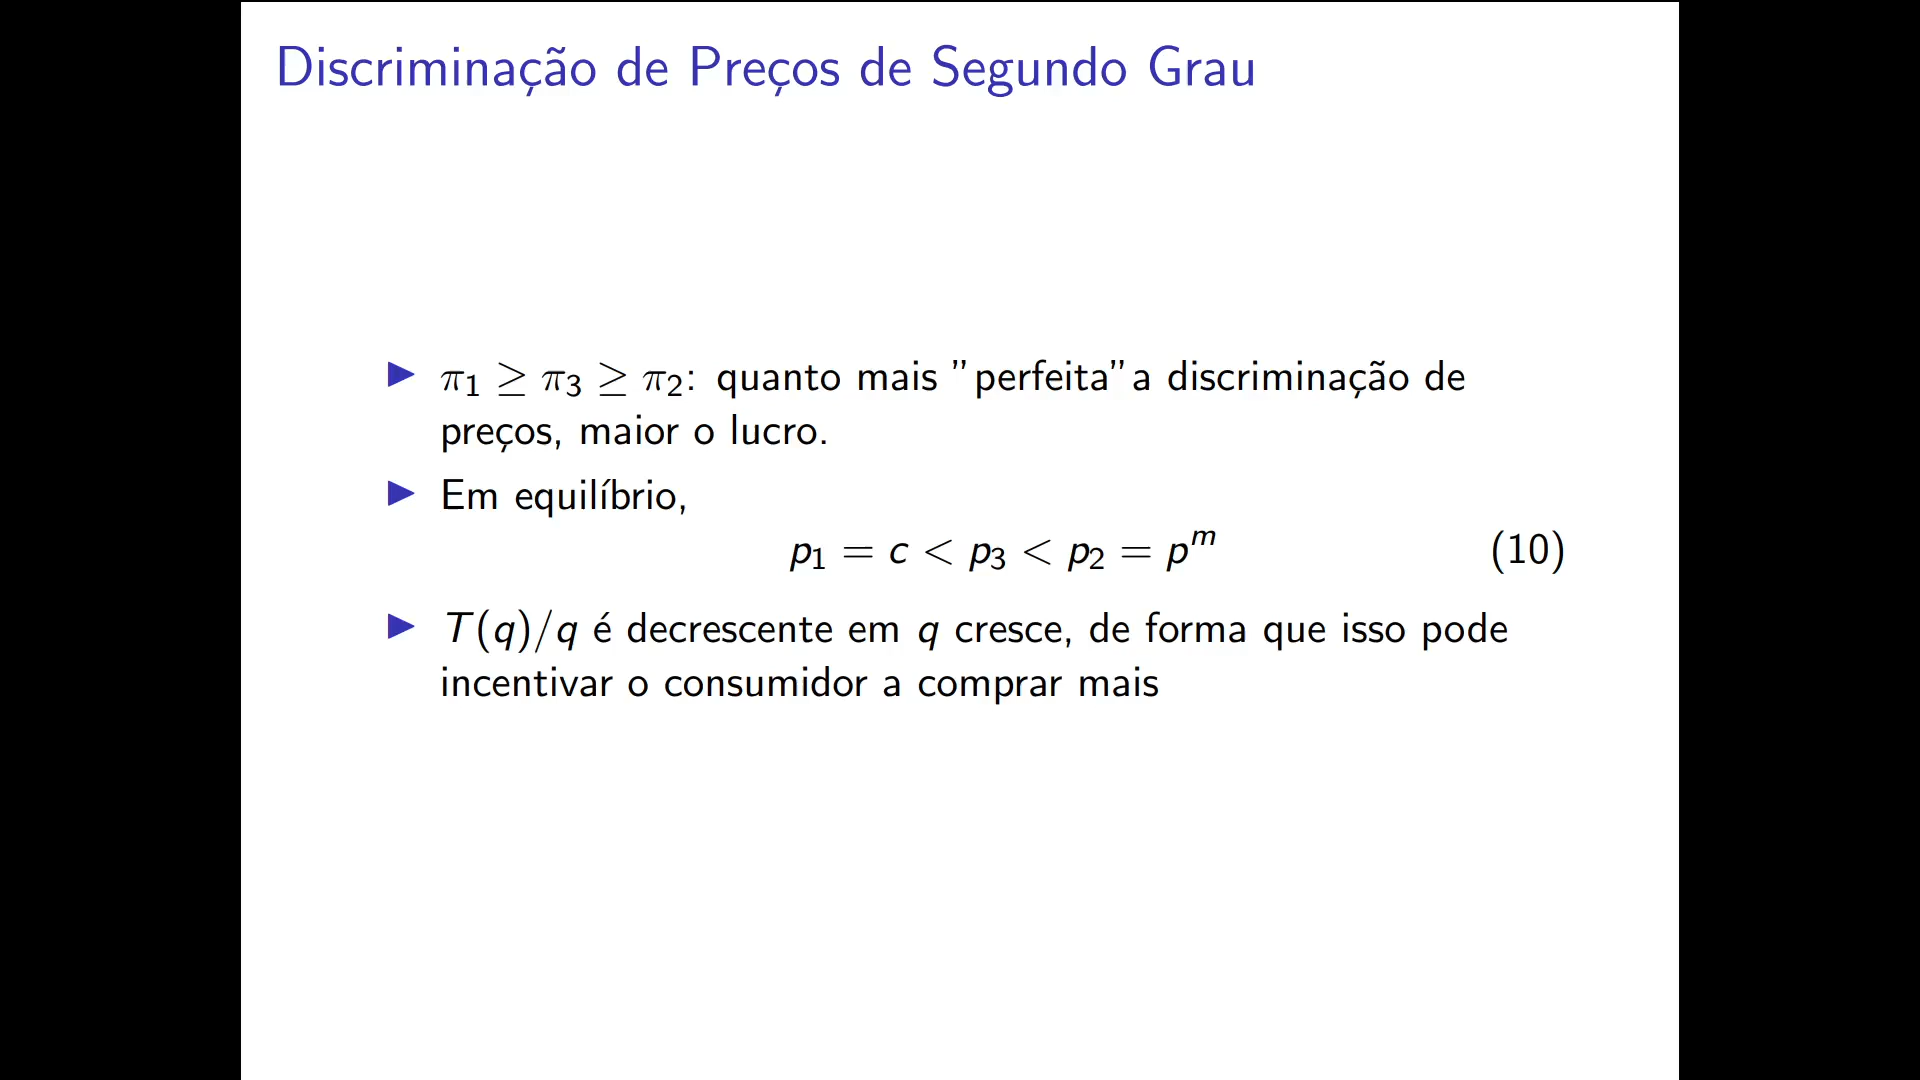 Discriminação de Preços de Segundo Grau
▶ π₁ ≥ π₃ ≥ π₂: quanto mais ”perfeita”a discriminação de
preços, maior o lucro.
▶ Em equilíbrio,
p₁ = c < p₃ < p₂ = pᵐ (10)
▶ T(q)/q é decrescente em q cresce, de forma que isso pode
incentivar o consumidor a comprar mais